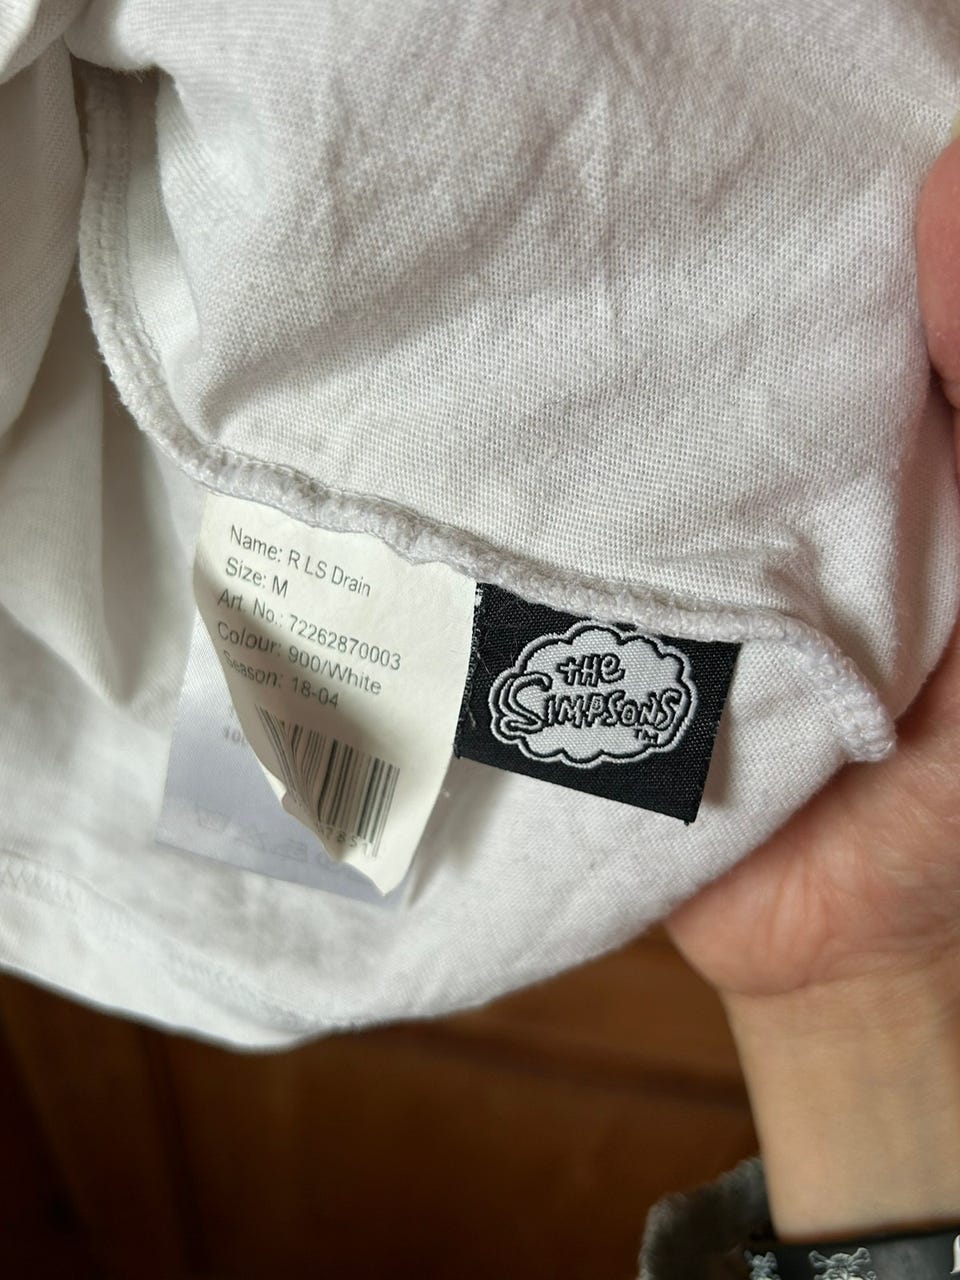 Name: R LS Drain
Size: M
Art. No.: 72262870003
Colour: 900/White
Season: 18-04
the
Simpsons
TM